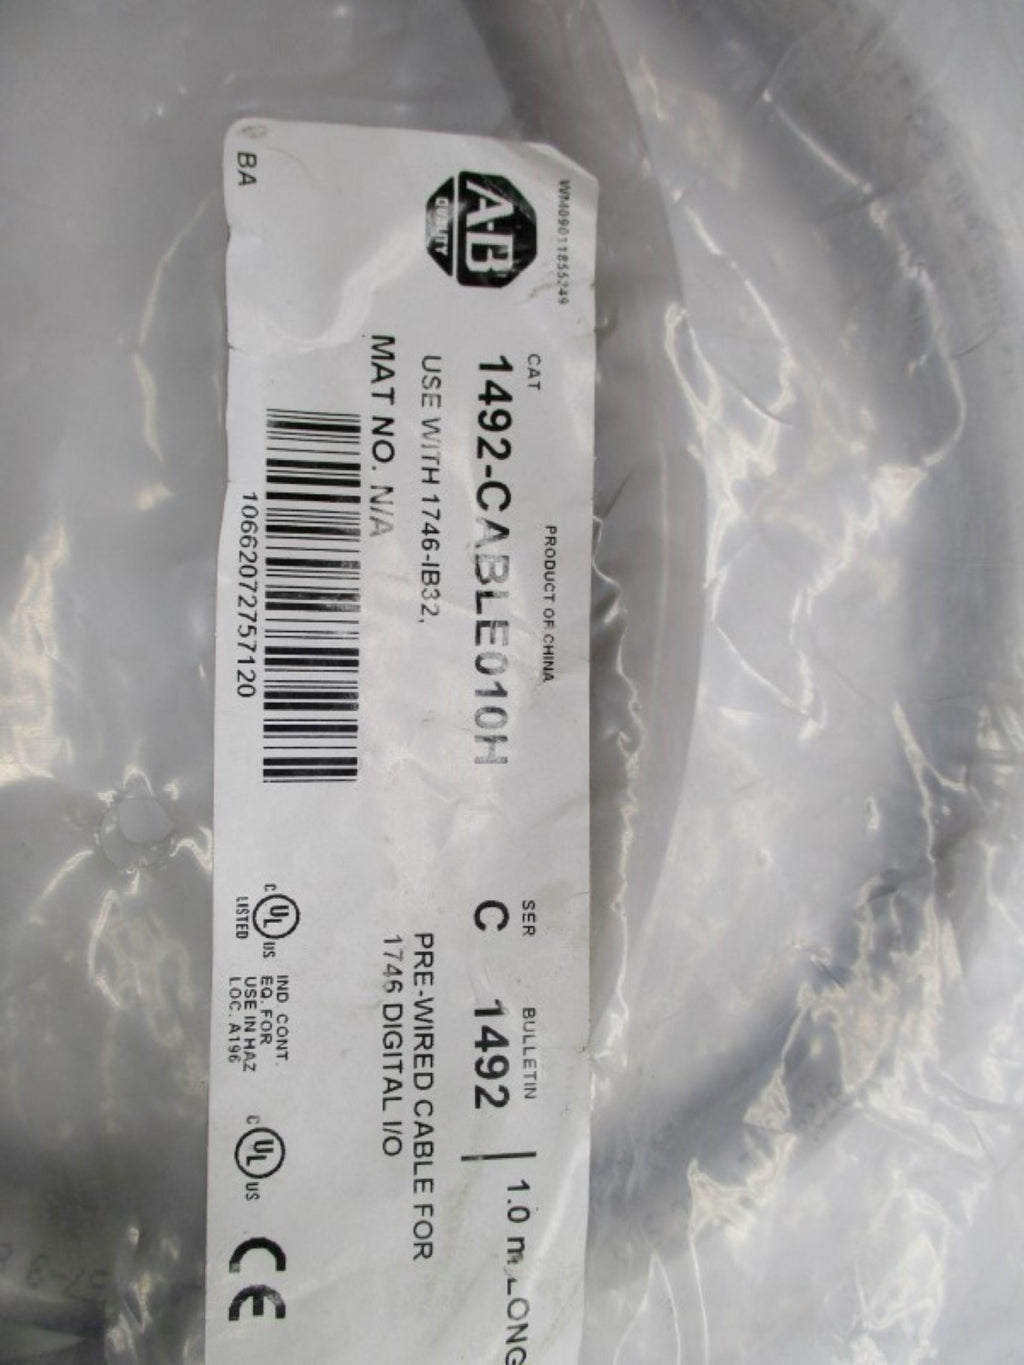 WM09011855249
A-B
QUALITY
PRODUCT OF CHINA
CAT
SER
BULLETIN
1492-CABLE010H
C
1492
1.0 m LONG
USE WITH 1746-IB32,
PRE-WIRED CABLE FOR
1746 DIGITAL I/O
MAT NO. N/A
10662072757120
BA
C UL US
LISTED
IND. CONT.
EQ. FOR
USE IN HAZ
LOC. A196
C UL US
CE